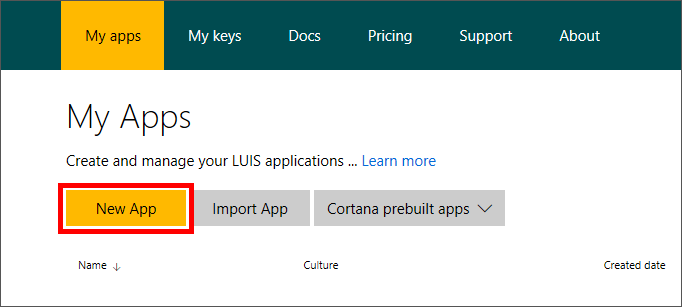 My apps My keys Docs Pricing Support About
My Apps
Create and manage your LUIS applications ... Learn more
New App Import App Cortana prebuilt apps
Name ↓ Culture Created date